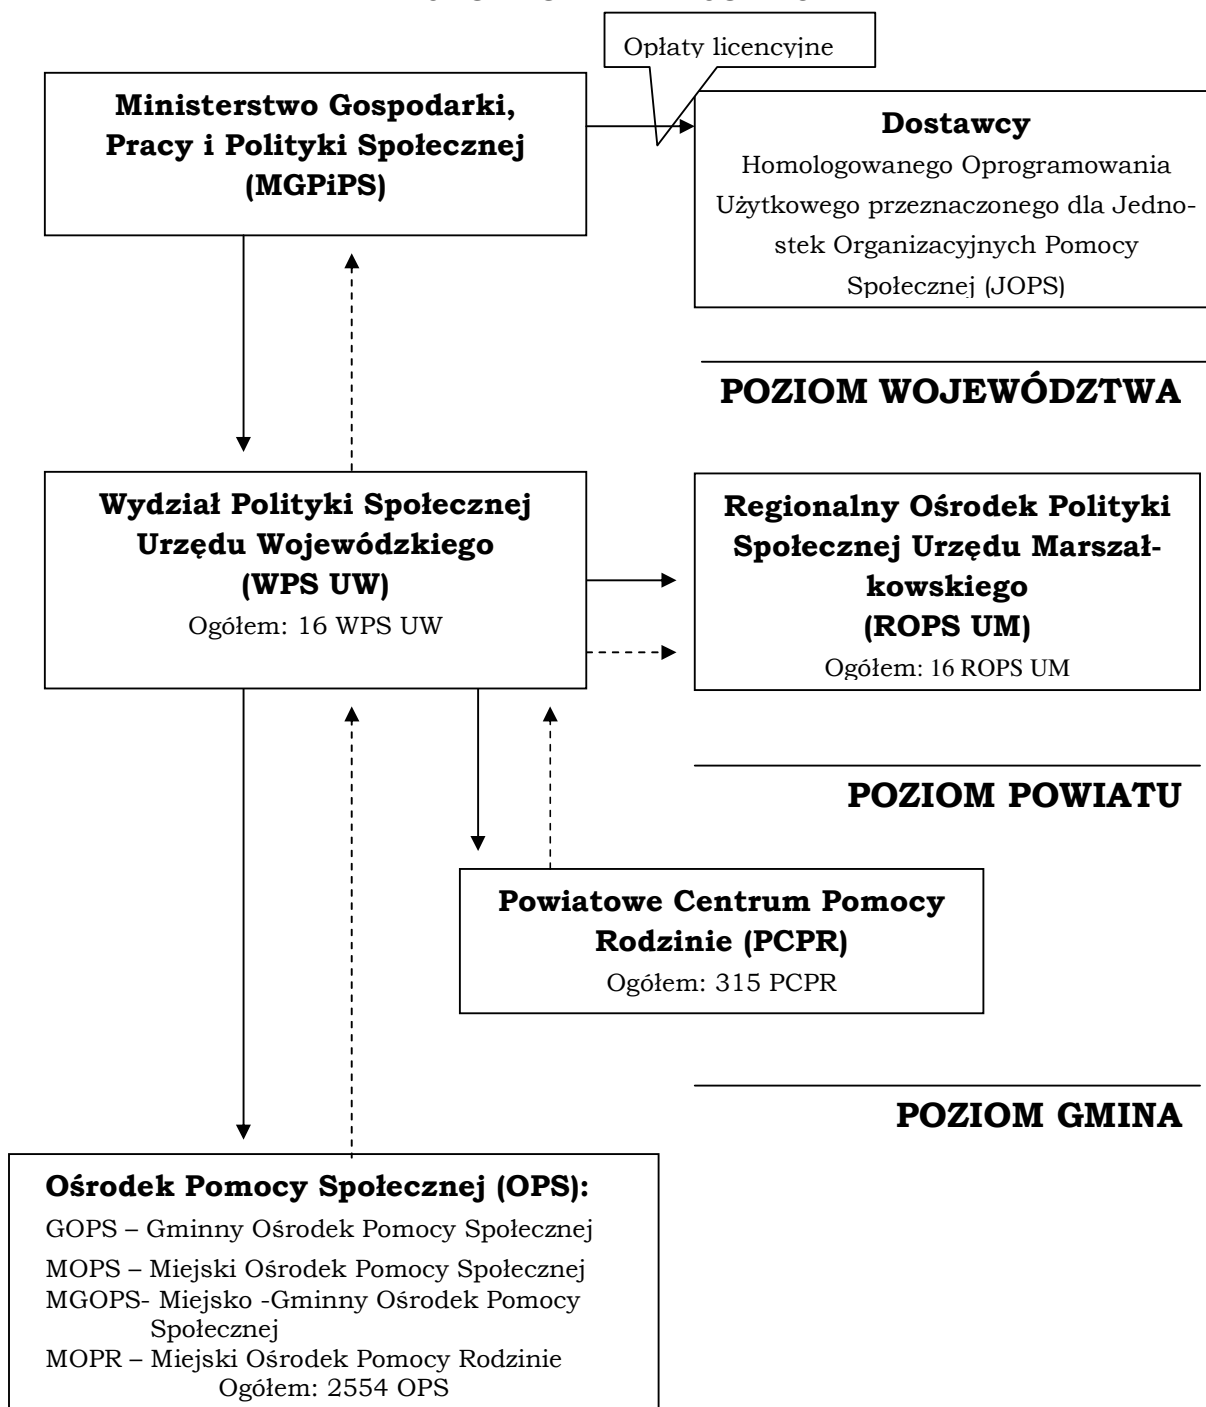 Opłaty licencyjne
Ministerstwo Gospodarki,
Pracy i Polityki Społecznej
(MGPiPS)
Dostawcy
Homologowanego Oprogramowania
Użytkowego przeznaczonego dla Jedno-
stek Organizacyjnych Pomocy
Społecznej (JOPS)
POZIOM WOJEWÓDZTWA
Wydział Polityki Społecznej
Urzędu Wojewódzkiego
(WPS UW)
Ogółem: 16 WPS UW
Regionalny Ośrodek Polityki
Społecznej Urzędu Marszał-
kowskiego
(ROPS UM)
Ogółem: 16 ROPS UM
POZIOM POWIATU
Powiatowe Centrum Pomocy
Rodzinie (PCPR)
Ogółem: 315 PCPR
POZIOM GMINA
Ośrodek Pomocy Społecznej (OPS):
GOPS – Gminny Ośrodek Pomocy Społecznej
MOPS – Miejski Ośrodek Pomocy Społecznej
MGOPS- Miejsko -Gminny Ośrodek Pomocy
Społecznej
MOPR – Miejski Ośrodek Pomocy Rodzinie
Ogółem: 2554 OPS